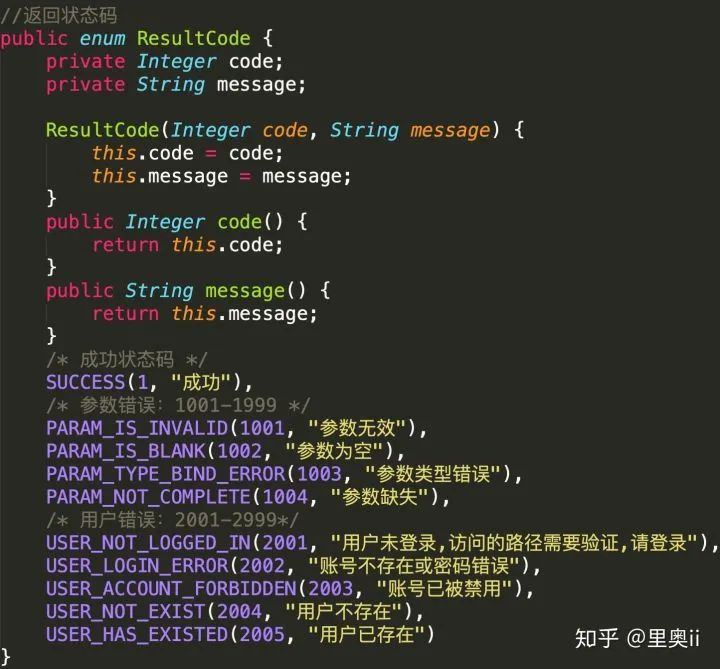 //返回状态码
public enum ResultCode {
    private Integer code;
    private String message;

    ResultCode(Integer code, String message) {
        this.code = code;
        this.message = message;
    }
    public Integer code() {
        return this.code;
    }
    public String message() {
        return this.message;
    }
    /* 成功状态码 */
    SUCCESS(1, "成功"),
    /* 参数错误：1001-1999 */
    PARAM_IS_INVALID(1001, "参数无效"),
    PARAM_IS_BLANK(1002, "参数为空"),
    PARAM_TYPE_BIND_ERROR(1003, "参数类型错误"),
    PARAM_NOT_COMPLETE(1004, "参数缺失"),
    /* 用户错误：2001-2999*/
    USER_NOT_LOGGED_IN(2001, "用户未登录,访问的路径需要验证,请登录"),
    USER_LOGIN_ERROR(2002, "账号不存在或密码错误"),
    USER_ACCOUNT_FORBIDDEN(2003, "账号已被禁用"),
    USER_NOT_EXIST(2004, "用户不存在"),
    USER_HAS_EXISTED(2005, "用户已存在")
}
知乎 @里奥ii